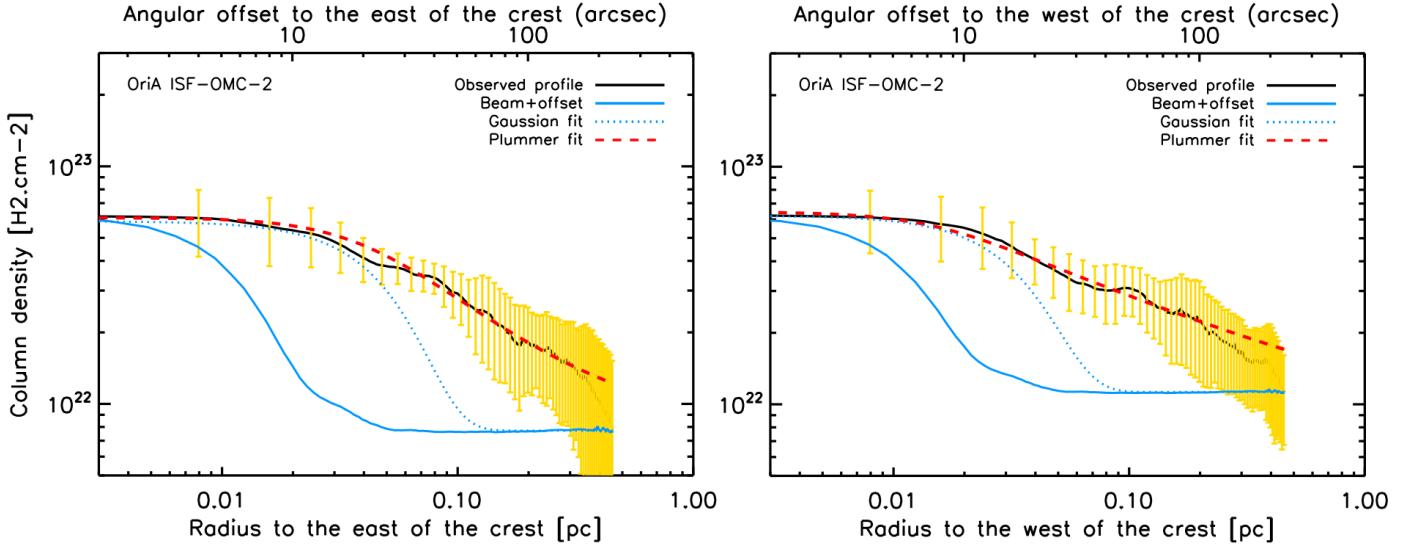 Angular offset to the east of the crest (arcsec)
10 100
OriA ISF-OMC-2
Observed profile
Beam+offset
Gaussian fit
Plummer fit
Column density [H2.cm-2]
10^23
10^22
0.01 0.10 1.00
Radius to the east of the crest [pc]
Angular offset to the west of the crest (arcsec)
10 100
OriA ISF-OMC-2
Observed profile
Beam+offset
Gaussian fit
Plummer fit
10^23
10^22
0.01 0.10 1.00
Radius to the west of the crest [pc]